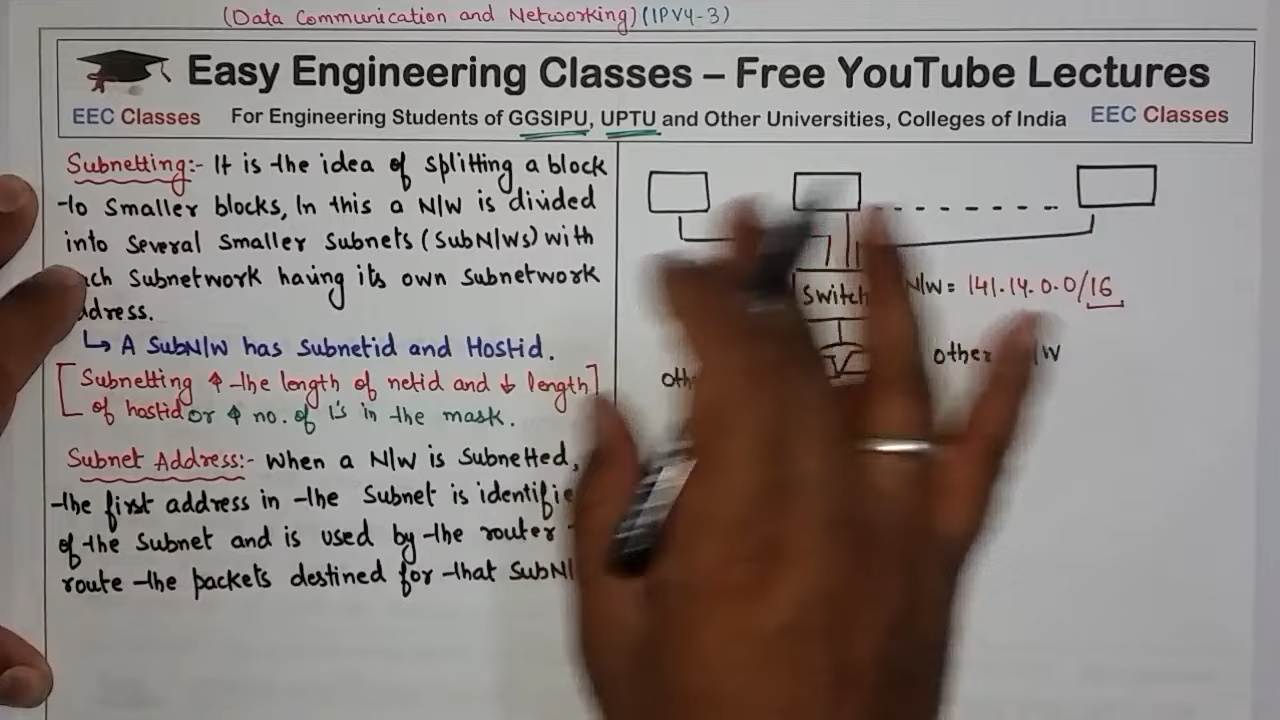 (Data Communication and Networking) (IPV4-3)
Easy Engineering Classes – Free YouTube Lectures
EEC Classes For Engineering Students of GGSIPU, UPTU and Other Universities, Colleges of India EEC Classes
Subnetting:- It is the idea of splitting a block
to smaller blocks, In this a N/W is divided
into Several Smaller Subnets (SubN/Ws) with
ch Subnetwork having its own Subnetwork
dress.
↳ A SubN/W has Subnetid and Hostid.
[Subnetting ↑ the length of netid and ↓ length]
of hostid or ↑ no. of 1's in the mask.
Subnet Address:- When a N/W is Subnetted,
the first address in the Subnet is identifie
of the Subnet and is used by the router
route the packets destined for that SubN/
Switch
N/W = 141.14.0.0/16
other /W
oth